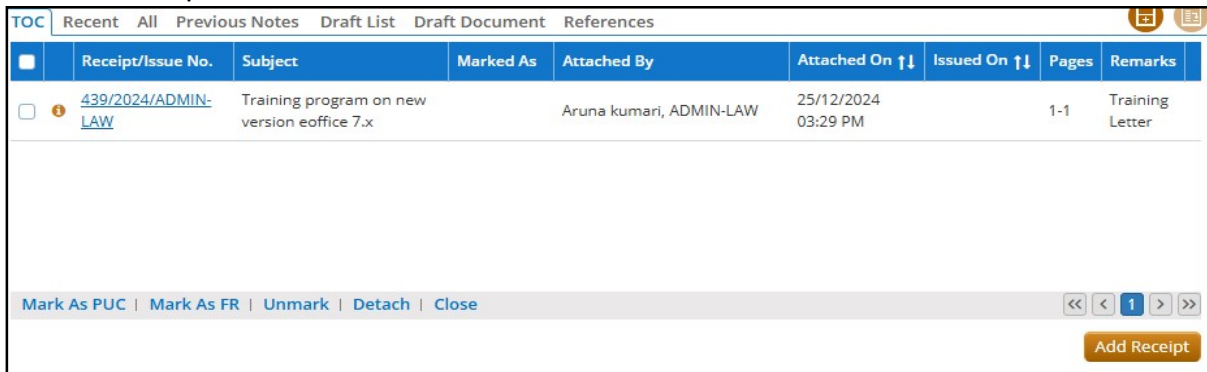 TOC Recent All Previous Notes Draft List Draft Document References
Receipt/Issue No. Subject Marked As Attached By Attached On Issued On Pages Remarks
439/2024/ADMIN- Training program on new Aruna kumari, ADMIN-LAW 25/12/2024 1-1 Training
LAW version eoffice 7.x 03:29 PM Letter
Mark As PUC | Mark As FR | Unmark | Detach | Close << < 1 > >>
Add Receipt